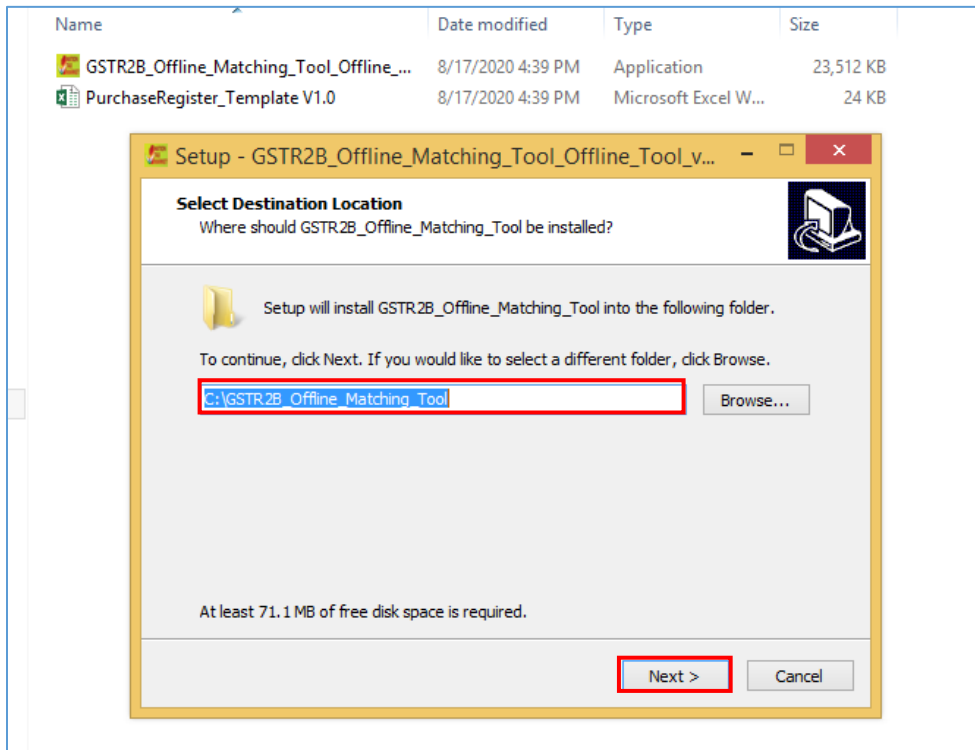 Name Date modified Type Size
GSTR2B_Offline_Matching_Tool_Offline_... 8/17/2020 4:39 PM Application 23,512 KB
PurchaseRegister_Template V1.0 8/17/2020 4:39 PM Microsoft Excel W... 24 KB
Setup - GSTR2B_Offline_Matching_Tool_Offline_Tool_v...
Select Destination Location
Where should GSTR2B_Offline_Matching_Tool be installed?
Setup will install GSTR2B_Offline_Matching_Tool into the following folder.
To continue, click Next. If you would like to select a different folder, click Browse.
C:\GSTR2B_Offline_Matching_Tool Browse...
At least 71.1 MB of free disk space is required.
Next > Cancel